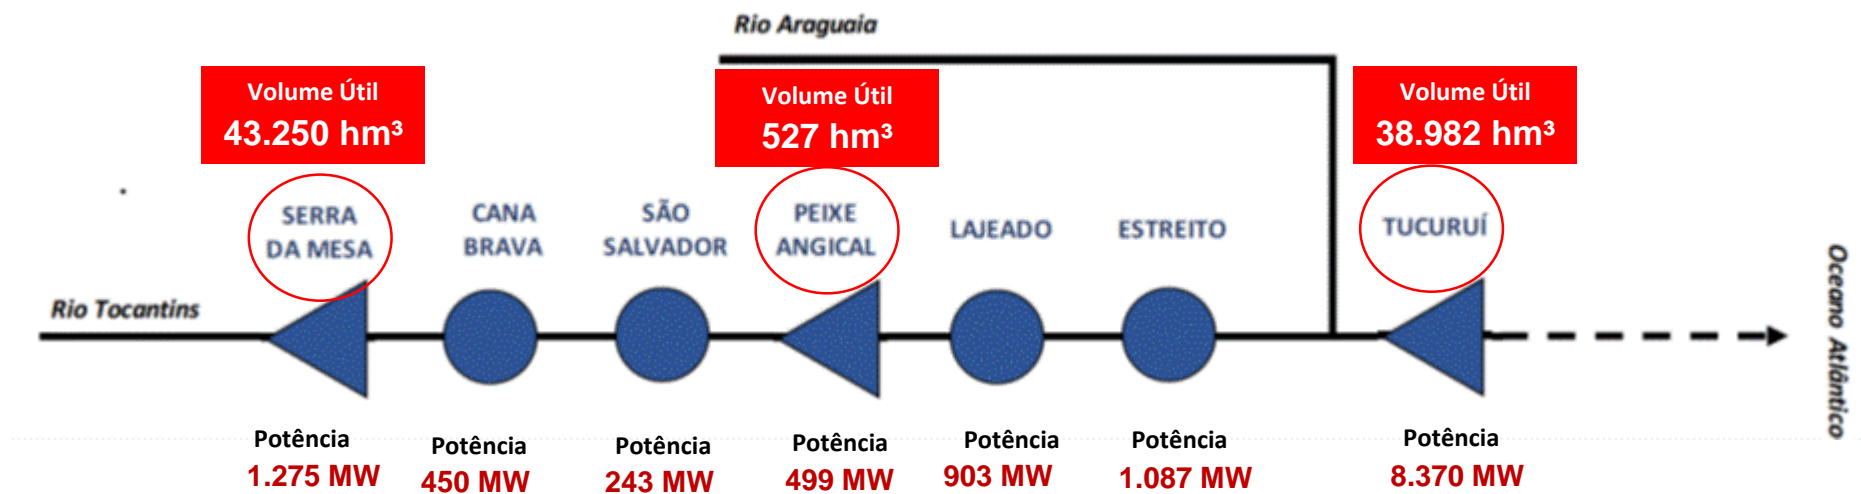 Rio Araguaia
Volume Útil
43.250 hm³
Volume Útil
527 hm³
Volume Útil
38.982 hm³
SERRA
DA MESA
CANA
BRAVA
SÃO
SALVADOR
PEIXE
ANGICAL
LAJEADO
ESTREITO
TUCURUÍ
Rio Tocantins
Oceano Atlântico
Potência
1.275 MW
Potência
450 MW
Potência
243 MW
Potência
499 MW
Potência
903 MW
Potência
1.087 MW
Potência
8.370 MW